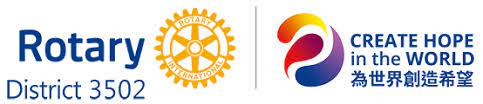 Rotary
District 3502
ROTARY
INTERNATIONAL
CREATE HOPE
in the WORLD
為世界創造希望